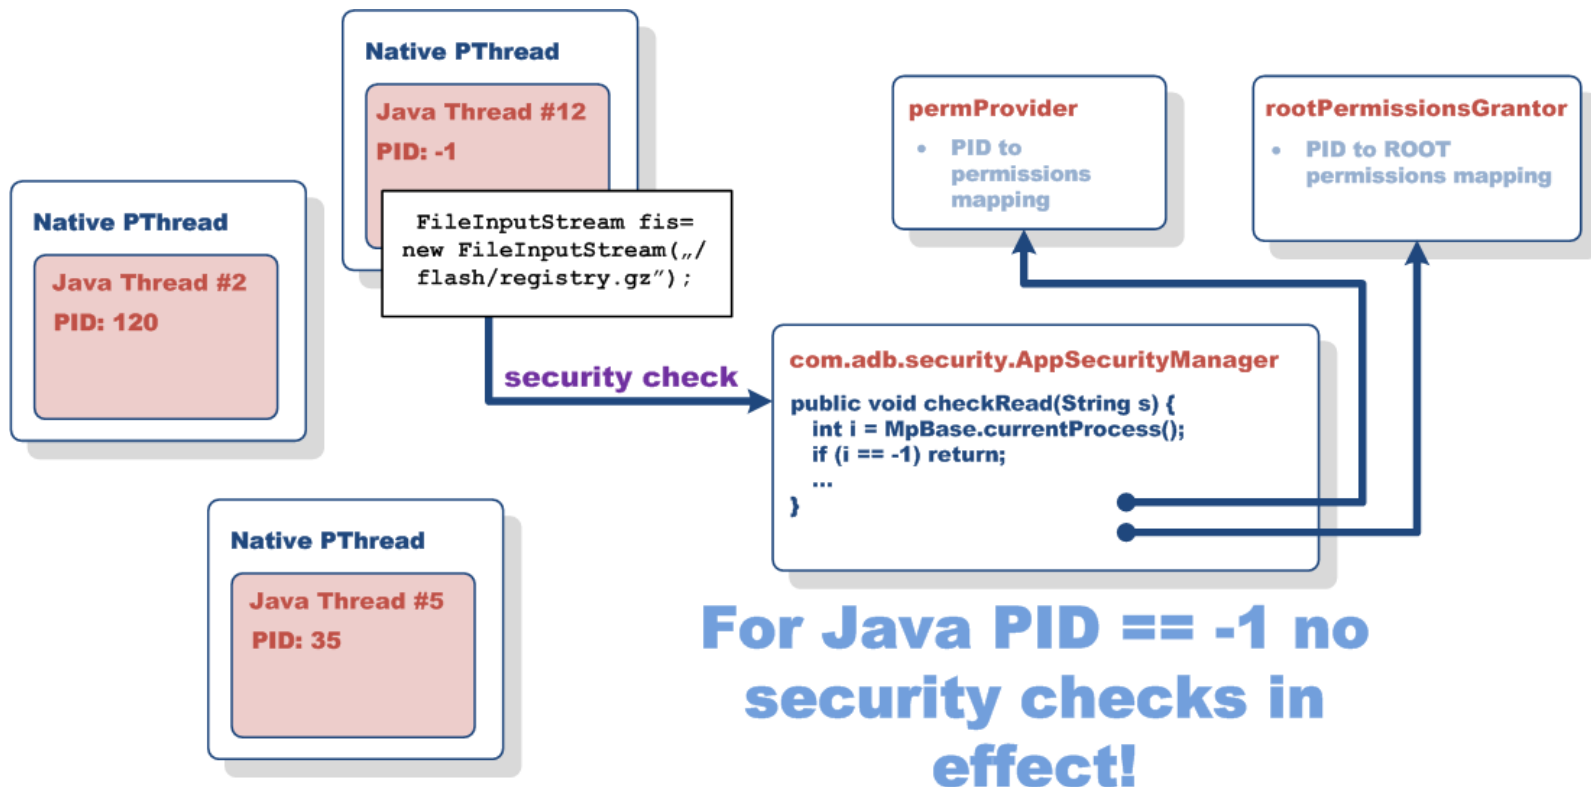 Native PThread
Java Thread #12
PID: -1
FileInputStream fis=
new FileInputStream(„/
flash/registry.gz″);
Native PThread
Java Thread #2
PID: 120
Native PThread
Java Thread #5
PID: 35
security check
permProvider
• PID to
permissions
mapping
rootPermissionsGrantor
• PID to ROOT
permissions mapping
com.adb.security.AppSecurityManager
public void checkRead(String s) {
int i = MpBase.currentProcess();
if (i == -1) return;
...
}
For Java PID == -1 no
security checks in
effect!